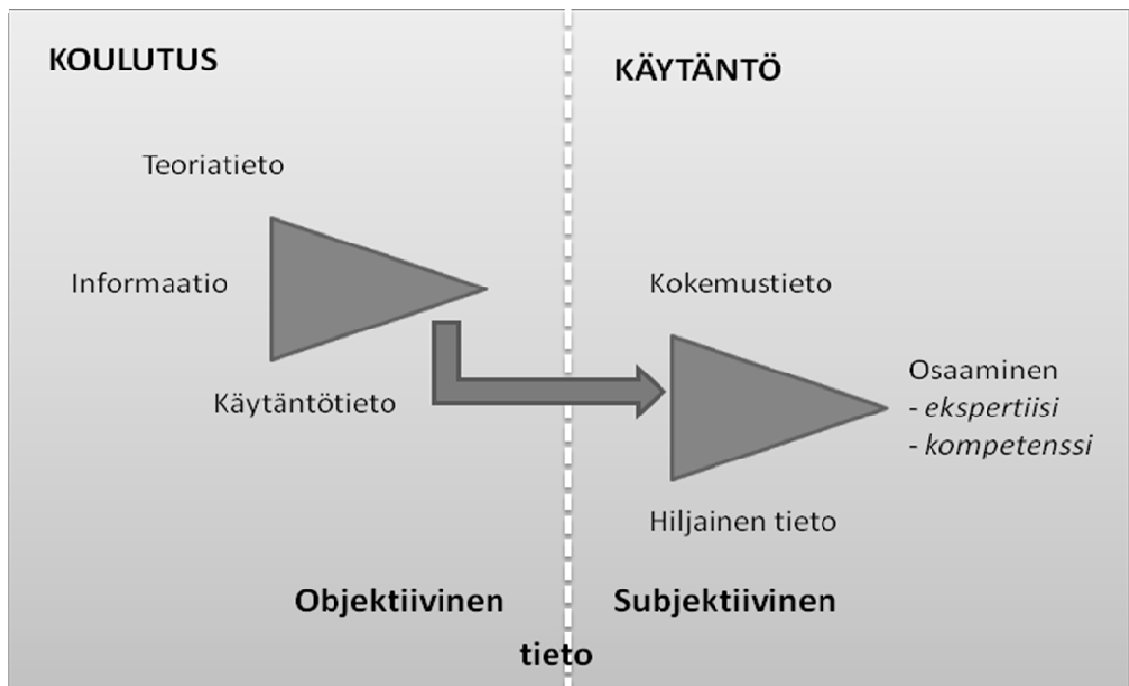 KOULUTUS
Teoriatieto
Informaatio
Käytäntötieto
KÄYTÄNTÖ
Kokemustieto
Osaaminen
- ekspertiisi
- kompetenssi
Hiljainen tieto
Objektiivinen
Subjektiivinen
tieto